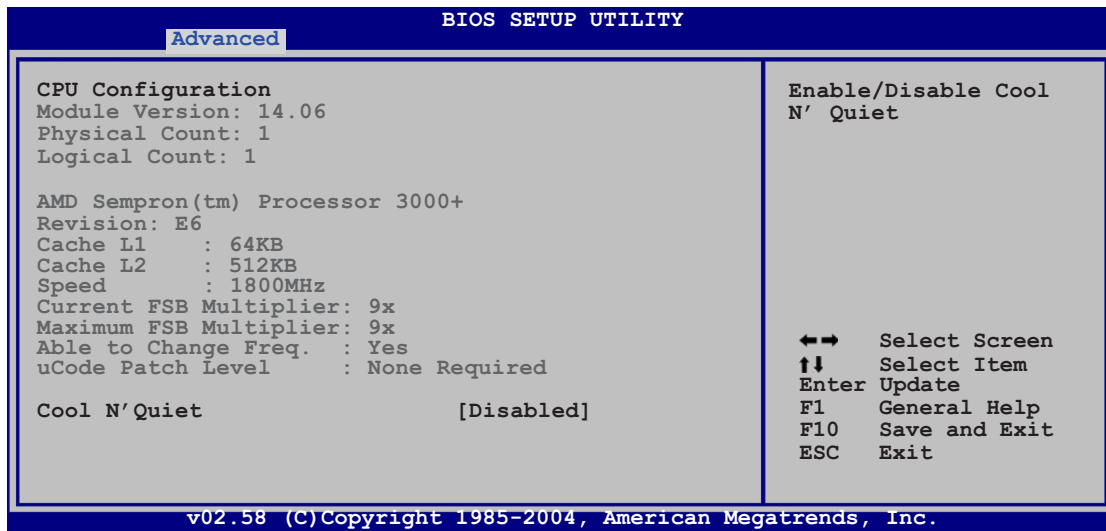 BIOS SETUP UTILITY
Advanced
CPU Configuration
Module Version: 14.06
Physical Count: 1
Logical Count: 1
AMD Sempron(tm) Processor 3000+
Revision: E6
Cache L1 : 64KB
Cache L2 : 512KB
Speed : 1800MHz
Current FSB Multiplier: 9x
Maximum FSB Multiplier: 9x
Able to Change Freq. : Yes
uCode Patch Level : None Required
Cool N'Quiet [Disabled]
Enable/Disable Cool
N' Quiet
←→ Select Screen
↑↓ Select Item
Enter Update
F1 General Help
F10 Save and Exit
ESC Exit
v02.58 (C)Copyright 1985-2004, American Megatrends, Inc.